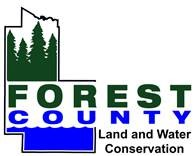 FOREST
COUNTY
Land and Water
Conservation